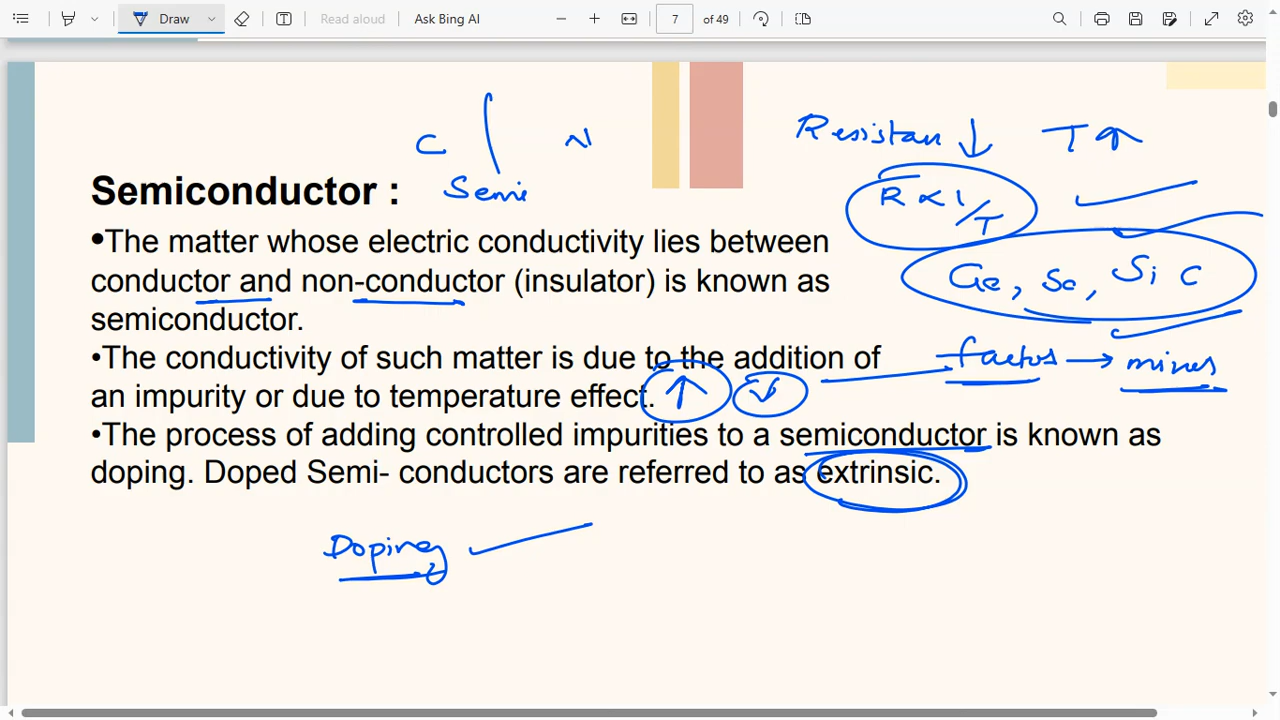 Draw
Read aloud
Ask Bing AI
7 of 49
C N
Semi
Resistan ↓ T↑
R ∝ 1/T
Semiconductor :
•The matter whose electric conductivity lies between
conductor and non-conductor (insulator) is known as
semiconductor.
Ge, Se, Si C
•The conductivity of such matter is due to the addition of
an impurity or due to temperature effect. ↑ ↓
factos → minus
•The process of adding controlled impurities to a semiconductor is known as
doping. Doped Semi- conductors are referred to as extrinsic.
Doping